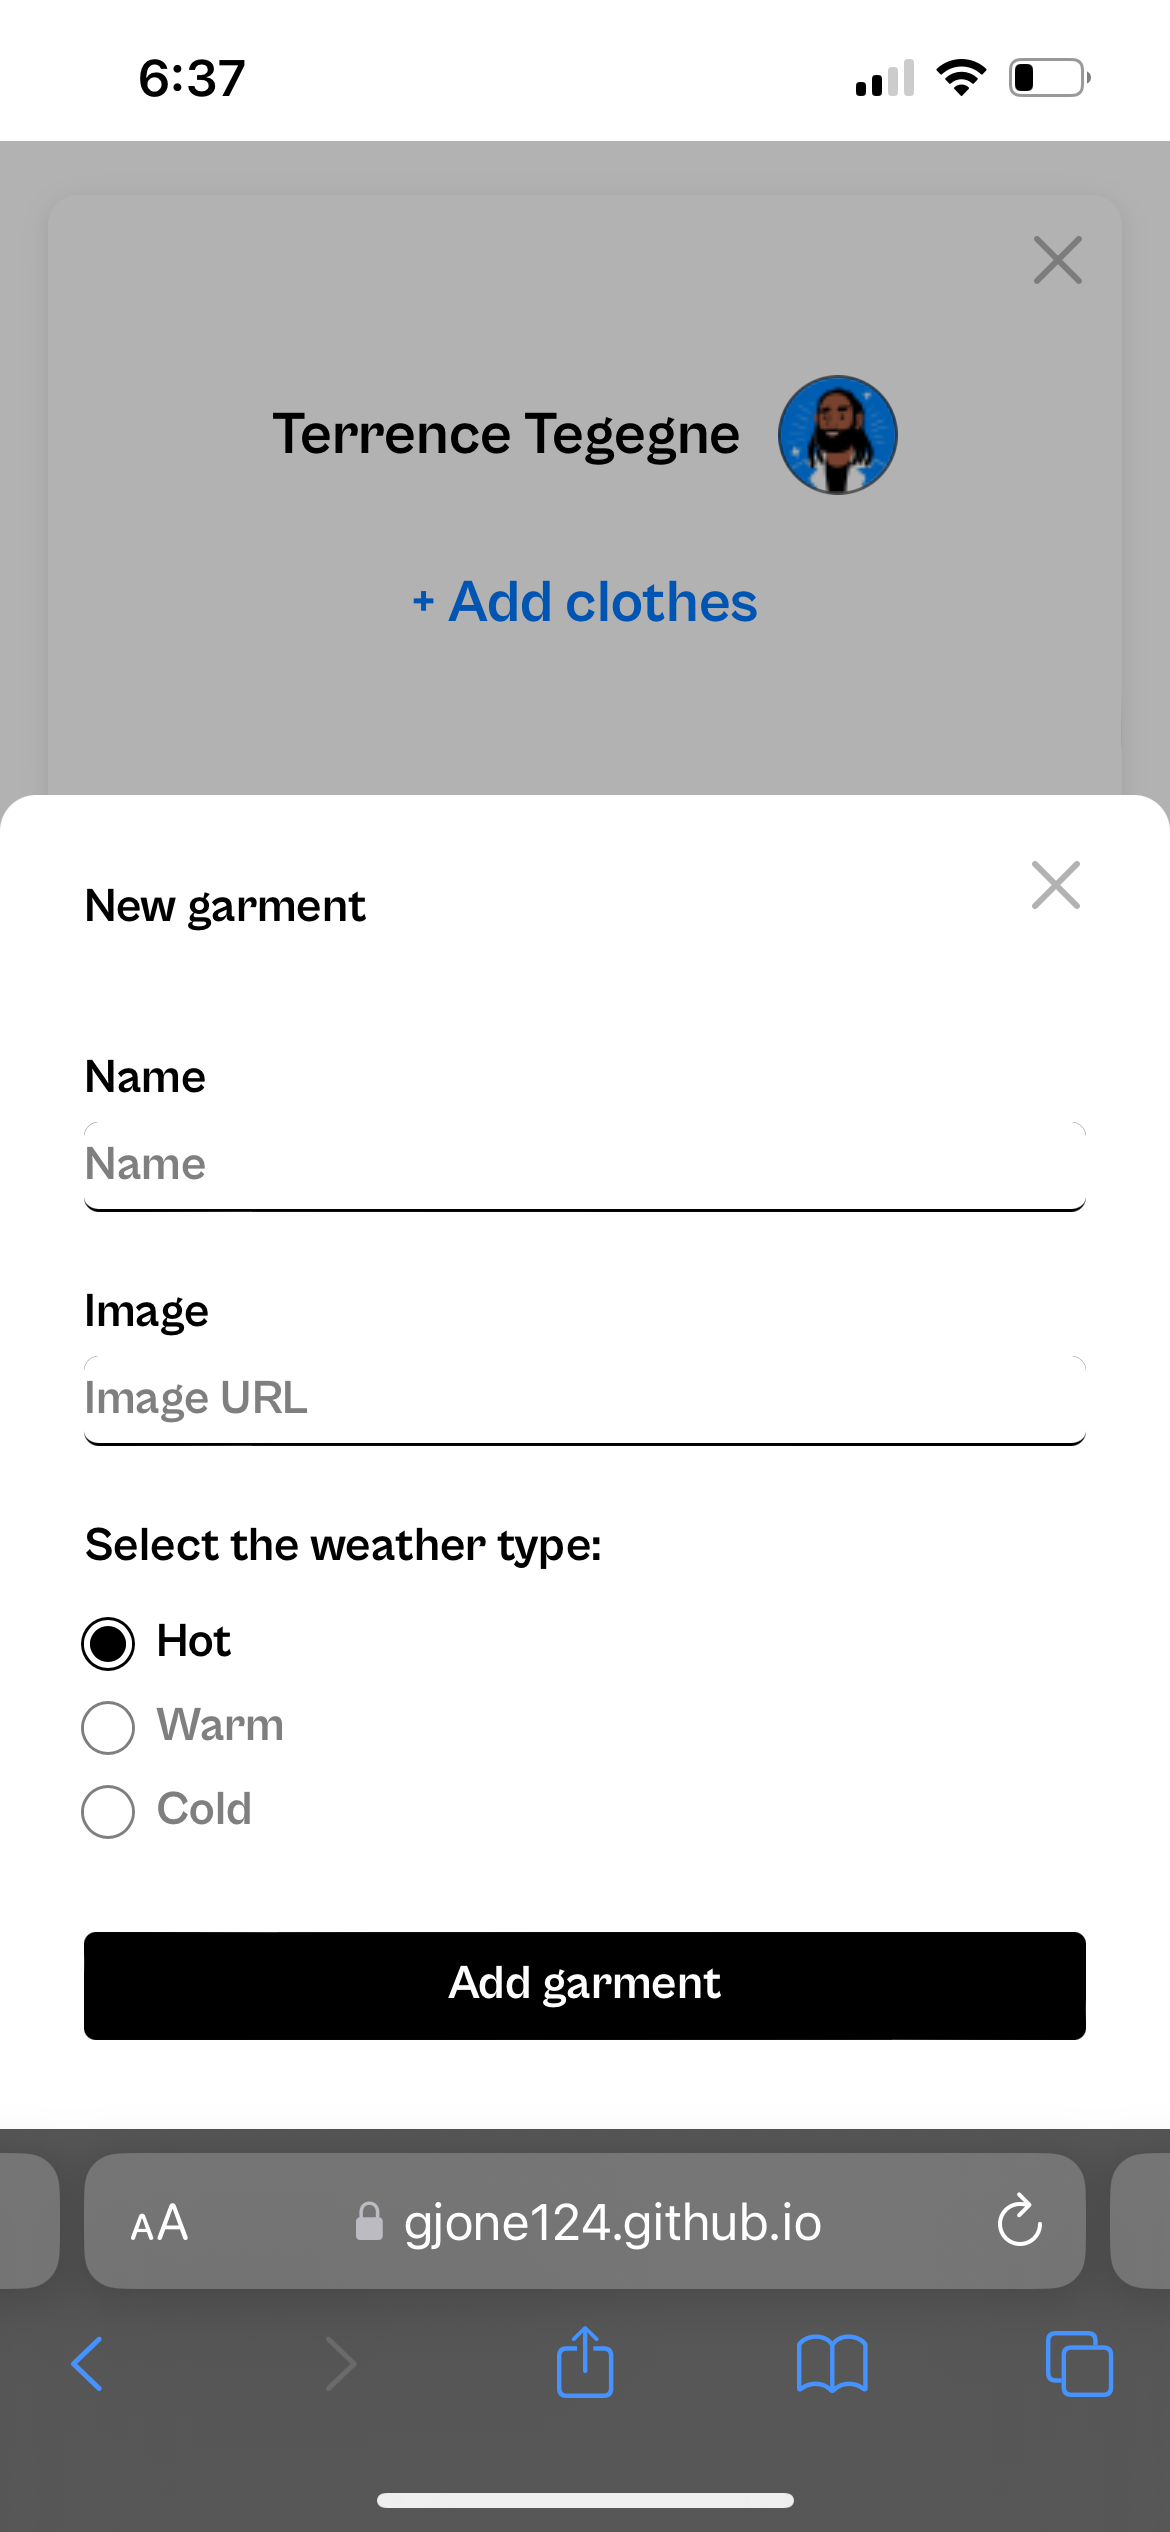 6:37
Terrence Tegegne
+ Add clothes
New garment
Name
Name
Image
Image URL
Select the weather type:
Hot
Warm
Cold
Add garment
AA gjone124.github.io